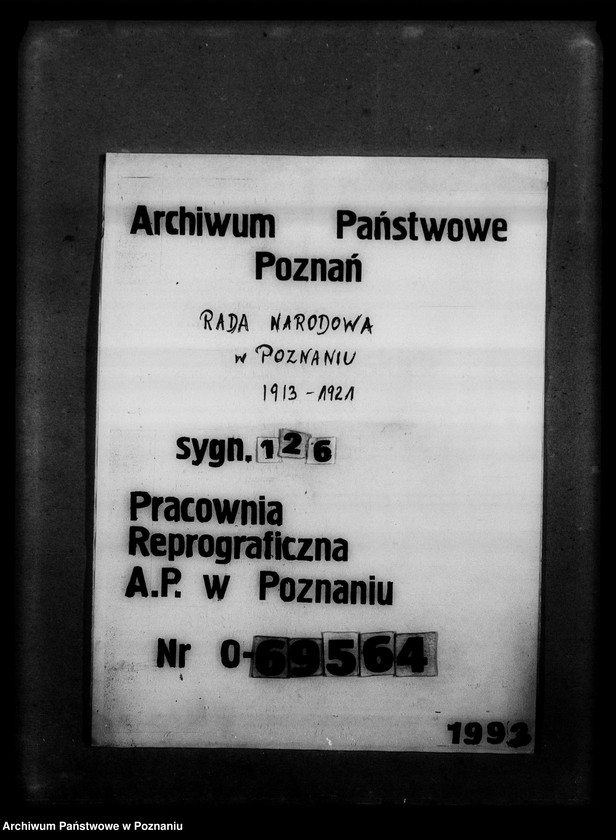 Archiwum Państwowe
Poznań
RADA NARODOWA
w POZNANIU
1913 - 1921
sygn. 126
Pracownia
Reprograficzna
A.P. w Poznaniu
Nr O-69564
1993
Archiwum Państwowe w Poznaniu